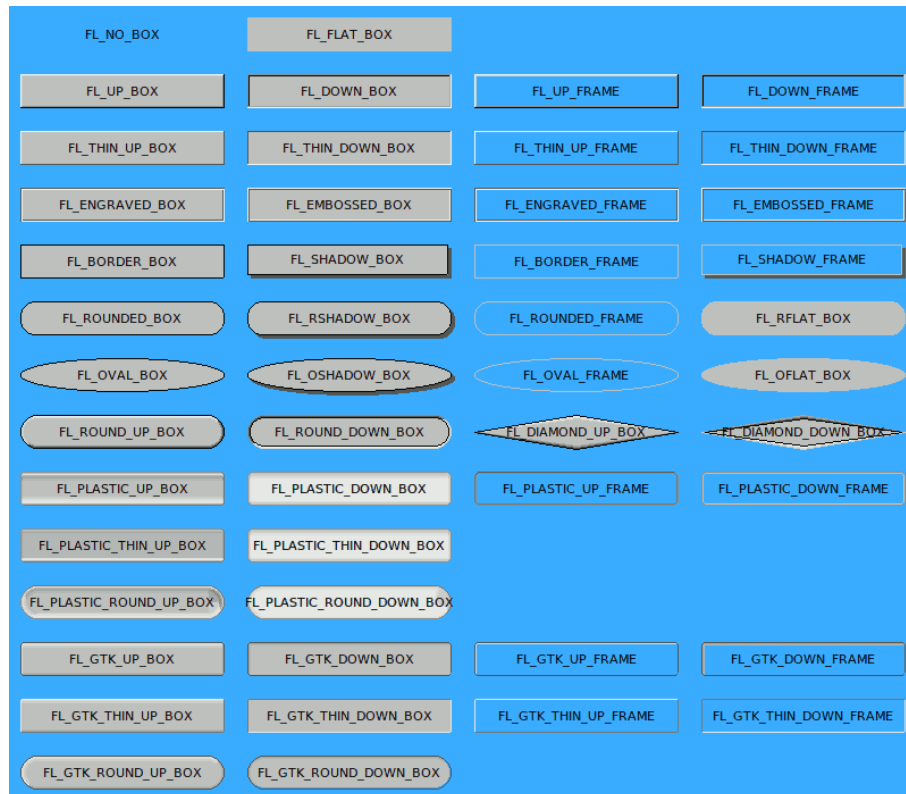 FL_NO_BOX FL_FLAT_BOX
FL_UP_BOX FL_DOWN_BOX FL_UP_FRAME FL_DOWN_FRAME
FL_THIN_UP_BOX FL_THIN_DOWN_BOX FL_THIN_UP_FRAME FL_THIN_DOWN_FRAME
FL_ENGRAVED_BOX FL_EMBOSSED_BOX FL_ENGRAVED_FRAME FL_EMBOSSED_FRAME
FL_BORDER_BOX FL_SHADOW_BOX FL_BORDER_FRAME FL_SHADOW_FRAME
FL_ROUNDED_BOX FL_RSHADOW_BOX FL_ROUNDED_FRAME FL_RFLAT_BOX
FL_OVAL_BOX FL_OSHADOW_BOX FL_OVAL_FRAME FL_OFLAT_BOX
FL_ROUND_UP_BOX FL_ROUND_DOWN_BOX FL_DIAMOND_UP_BOX FL_DIAMOND_DOWN_BOX
FL_PLASTIC_UP_BOX FL_PLASTIC_DOWN_BOX FL_PLASTIC_UP_FRAME FL_PLASTIC_DOWN_FRAME
FL_PLASTIC_THIN_UP_BOX FL_PLASTIC_THIN_DOWN_BOX
FL_PLASTIC_ROUND_UP_BOX FL_PLASTIC_ROUND_DOWN_BOX
FL_GTK_UP_BOX FL_GTK_DOWN_BOX FL_GTK_UP_FRAME FL_GTK_DOWN_FRAME
FL_GTK_THIN_UP_BOX FL_GTK_THIN_DOWN_BOX FL_GTK_THIN_UP_FRAME FL_GTK_THIN_DOWN_FRAME
FL_GTK_ROUND_UP_BOX FL_GTK_ROUND_DOWN_BOX